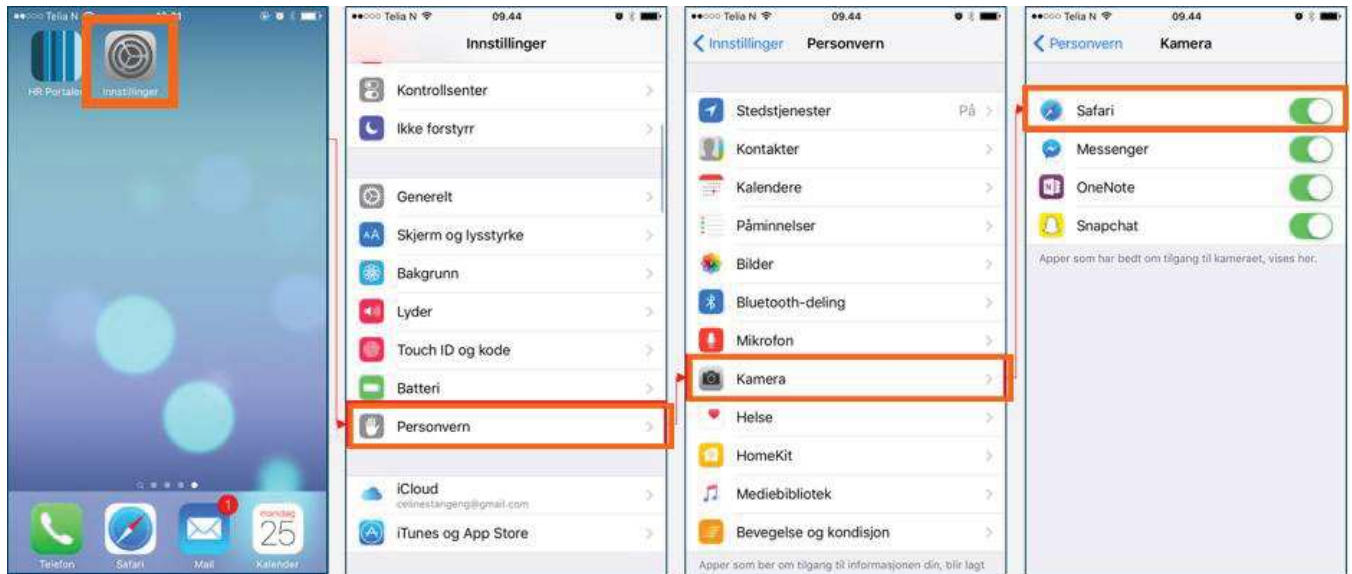 Telia N
HR Portalen
Innstillinger
mandag
25
1
Telefon
Safari
Mail
Kalender
Telia N
09.44
Innstillinger
Kontrollsenter
Ikke forstyrr
Generelt
AA Skjerm og lysstyrke
Bakgrunn
Lyder
Touch ID og kode
Batteri
Personvern
iCloud
celinestangeng@gmail.com
iTunes og App Store
Telia N
09.44
Innstillinger Personvern
Stedstjenester På
Kontakter
Kalendere
Påminnelser
Bilder
Bluetooth-deling
Mikrofon
Kamera
Helse
HomeKit
Mediebibliotek
Bevegelse og kondisjon
Apper som ber om tilgang til informasjonen din, blir lagt
Telia N
09.44
Personvern Kamera
Safari
Messenger
N OneNote
Snapchat
Apper som har bedt om tilgang til kameraet, vises her.